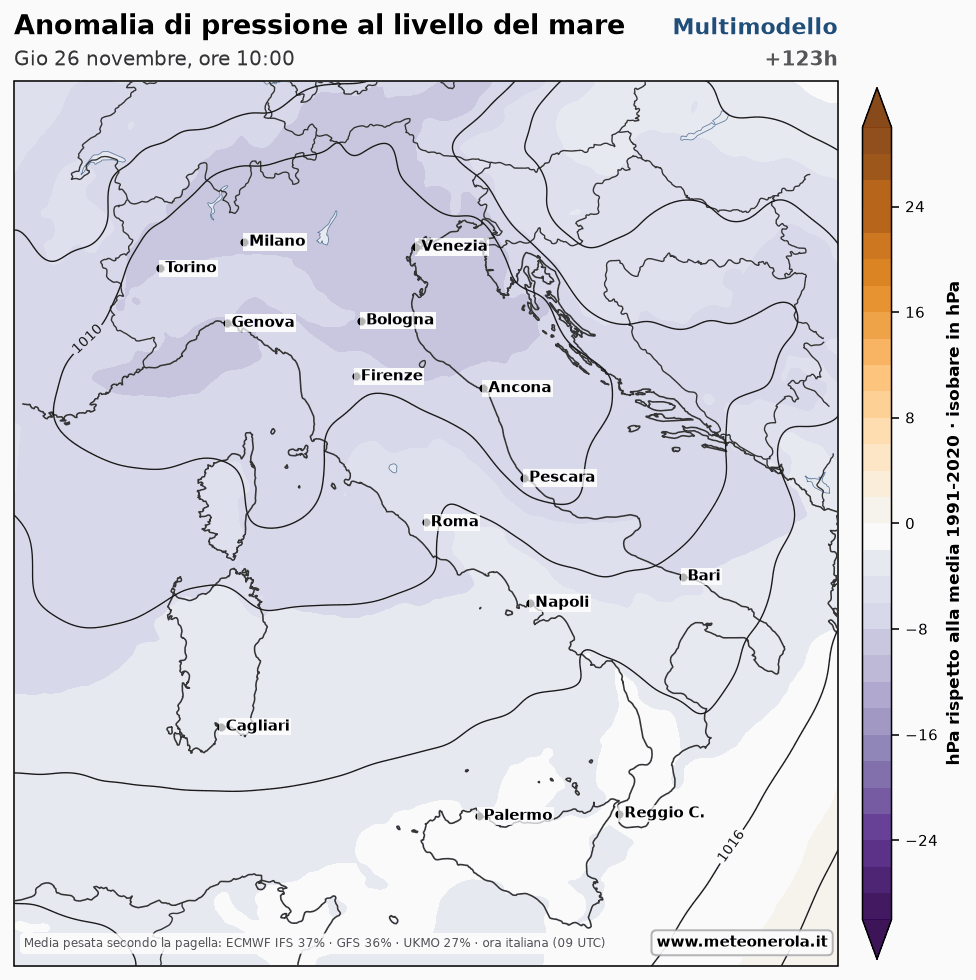 Anomalia di pressione al livello del mare
Multimodello
Gio 26 novembre, ore 10:00
+123h
Milano
Venezia
Torino
Genova
Bologna
1010
Firenze
Ancona
Pescara
Roma
Bari
Napoli
Cagliari
Palermo
Reggio C.
1016
24
16
8
0
−8
−16
−24
hPa rispetto alla media 1991-2020 · isobare in hPa
Media pesata secondo la pagella: ECMWF IFS 37% · GFS 36% · UKMO 27% · ora italiana (09 UTC)
www.meteonerola.it